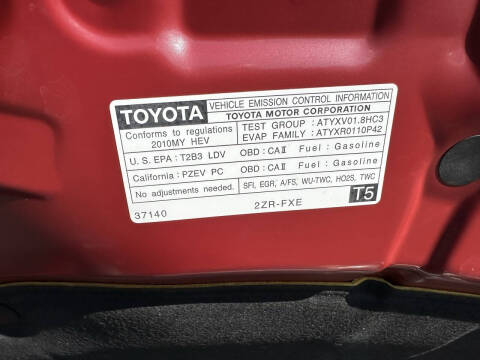 TOYOTA VEHICLE EMISSION CONTROL INFORMATION
TOYOTA MOTOR CORPORATION
Conforms to regulations
2010MY HEV
TEST GROUP : ATYXV01.8HC3
EVAP FAMILY : ATYXR0110P42
U.S. EPA : T2B3 LDV OBD : CAⅡ Fuel : Gasoline
California : PZEV PC OBD : CAⅡ Fuel : Gasoline
No adjustments needed. SFI, EGR, A/FS, WU-TWC, HO2S, TWC
37140 2ZR-FXE T5